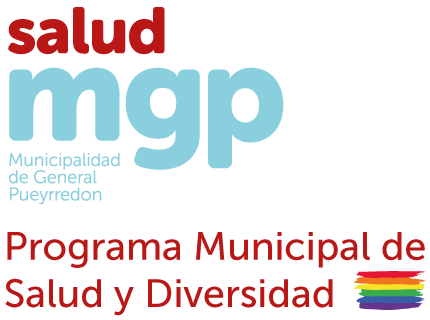 salud
mgp
Municipalidad
de General
Pueyrredon
Programa Municipal de
Salud y Diversidad